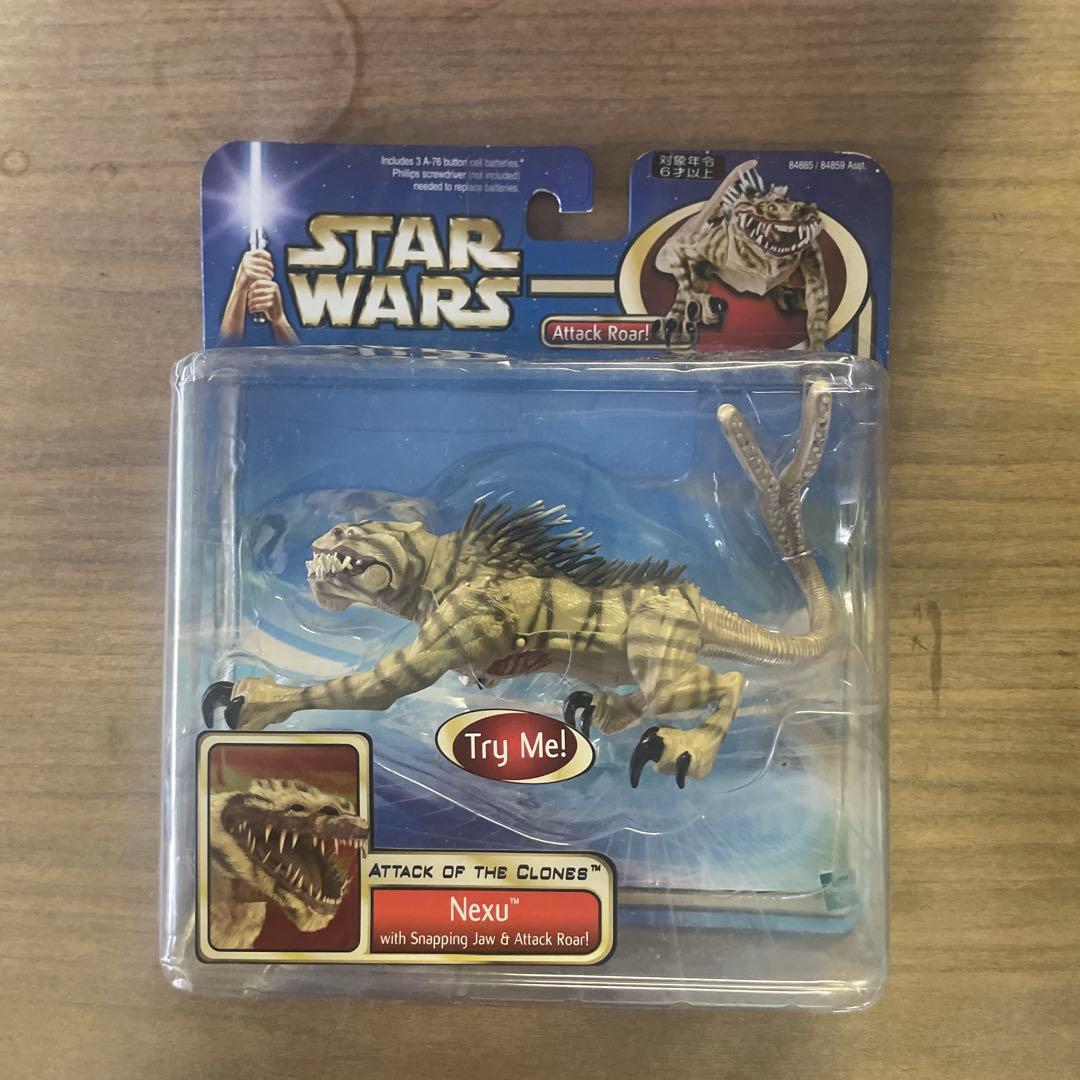 Includes 3 A-76 button cell batteries.
Phillips screwdriver (not included)
needed to replace batteries.
対象年令
6才以上
84885 / 84859 Asst.
STAR
WARS
Attack Roar!
Try Me!
ATTACK OF THE CLONES™
Nexu™
with Snapping Jaw & Attack Roar!